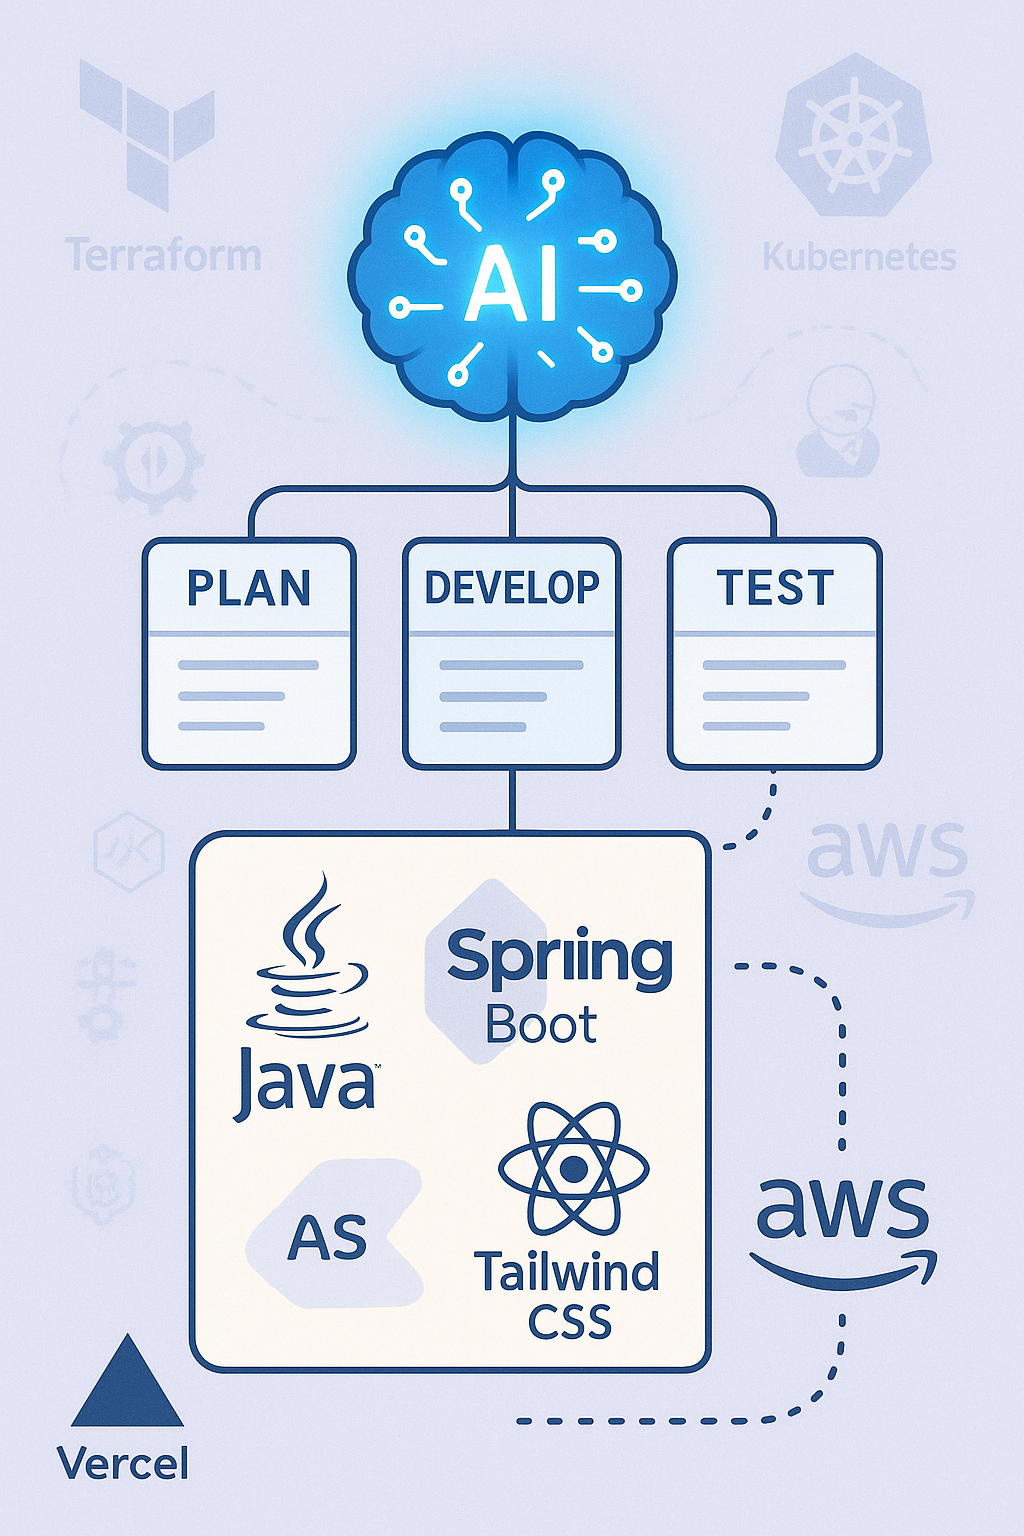 Terraform
Kubernetes
AI
PLAN
DEVELOP
TEST
aws
Java™
Spriing
Boot
AS
Tailwind
CSS
aws
Vercel